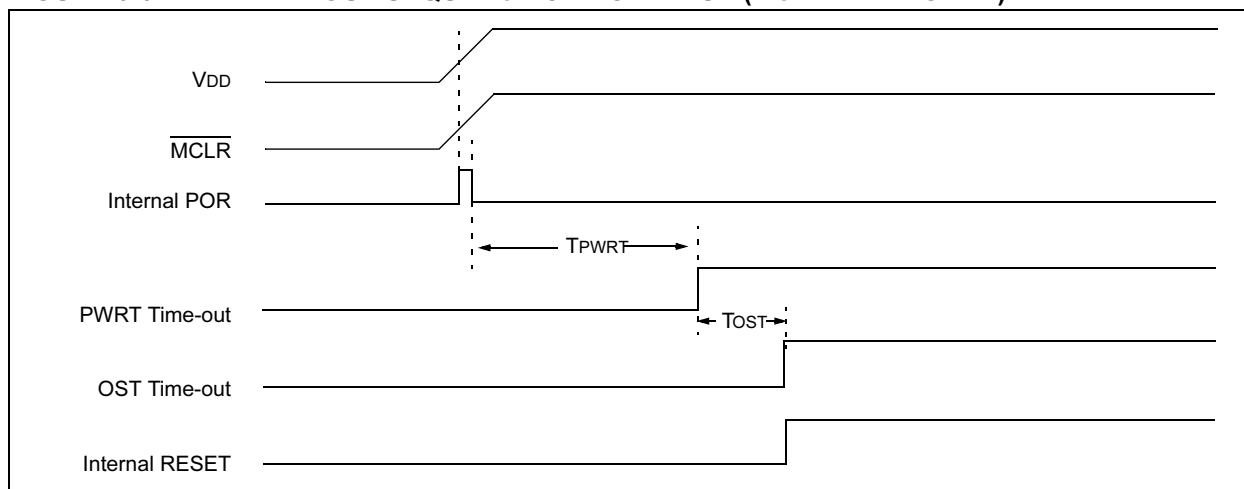 VDD
MCLR
Internal POR
TPWRT
PWRT Time-out
TOST
OST Time-out
Internal RESET